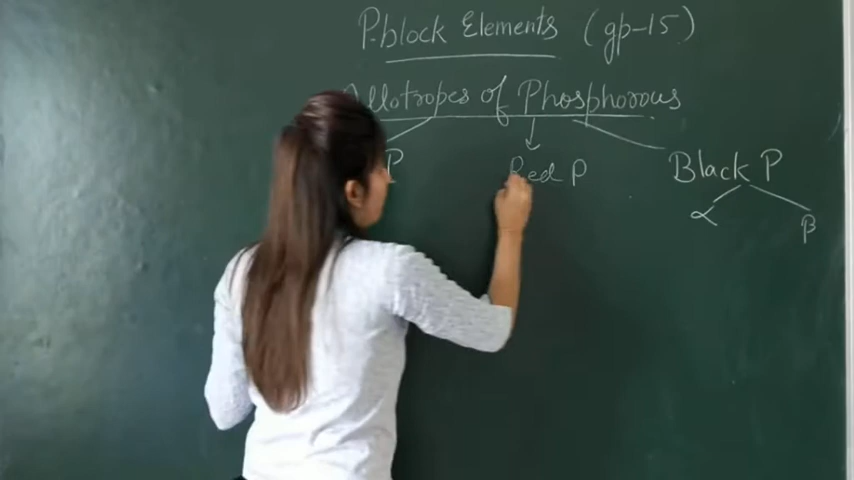 P.block Elements (gp-15)
Allotropes of Phosphorous
P Red P Black P
α β